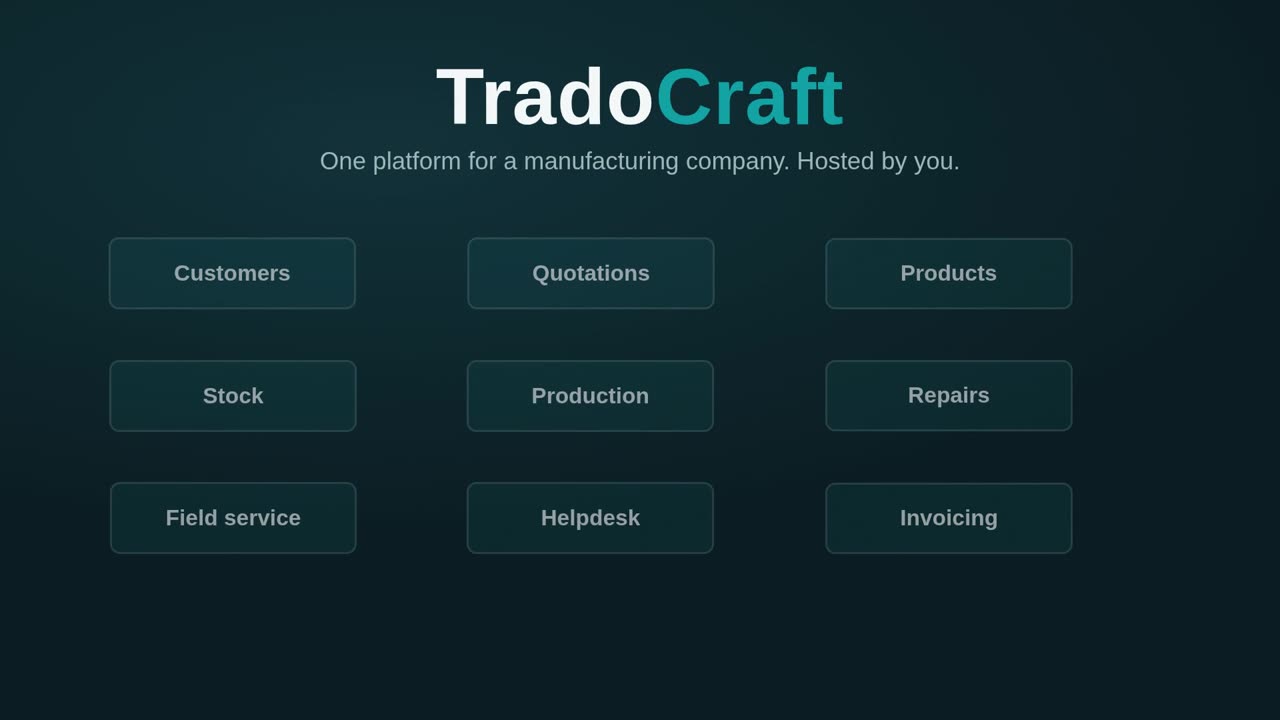 TradoCraft
One platform for a manufacturing company. Hosted by you.
Customers
Quotations
Products
Stock
Production
Repairs
Field service
Helpdesk
Invoicing